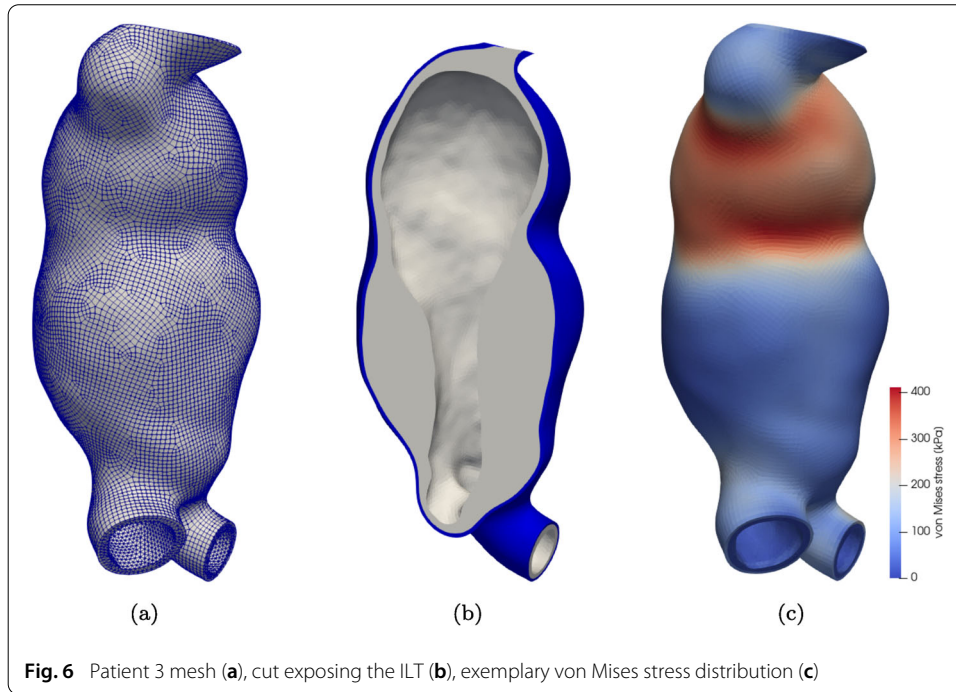 400
300
200
100
0
von Mises stress (kPa)
(a)
(b)
(c)
Fig. 6 Patient 3 mesh (a), cut exposing the ILT (b), exemplary von Mises stress distribution (c)